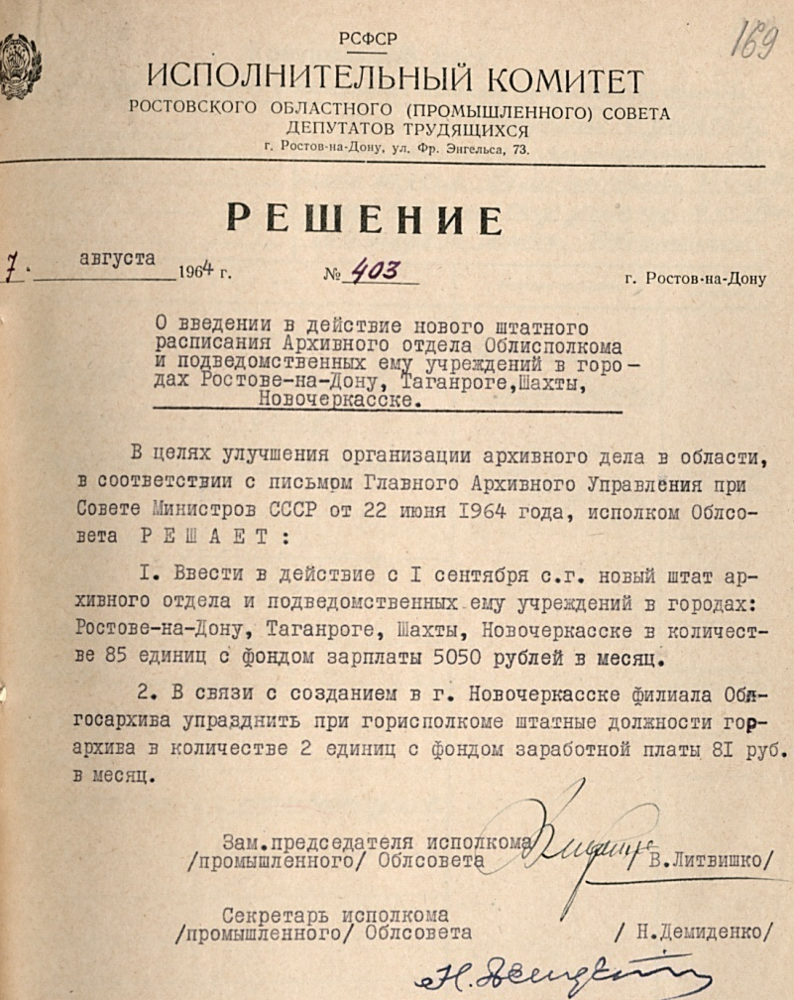 169
РСФСР
ИСПОЛНИТЕЛЬНЫЙ КОМИТЕТ
РОСТОВСКОГО ОБЛАСТНОГО (ПРОМЫШЛЕННОГО) СОВЕТА
ДЕПУТАТОВ ТРУДЯЩИХСЯ
г. Ростов-на-Дону, ул. Фр. Энгельса, 73.
РЕШЕНИЕ
7. августа 1964 г. № 403 г. Ростов-на-Дону
О введении в действие нового штатного
расписания Архивного отдела Облисполкома
и подведомственных ему учреждений в горо-
дах Ростове-на-Дону, Таганроге,Шахты,
Новочеркасске.
В целях улучшения организации архивного дела в области,
в соответствии с письмом Главного Архивного Управления при
Совете Министров СССР от 22 июня 1964 года, исполком Облсо-
вета Р Е Ш А Е Т :
1. Ввести в действие с 1 сентября с.г. новый штат ар-
хивного отдела и подведомственных ему учреждений в городах:
Ростове-на-Дону, Таганроге, Шахты, Новочеркасске в количест-
ве 85 единиц с фондом зарплаты 5050 рублей в месяц.
2. В связи с созданием в г. Новочеркасске филиала Обл-
госархива упразднить при горисполкоме штатные должности гор-
архива в количестве 2 единиц с фондом заработной платы 81 руб.
в месяц.
Зам.председателя исполкома
/промышленного/ Облсовета В.Литвишко/
Секретарь исполкома
/промышленного/ Облсовета / Н.Демиденко/